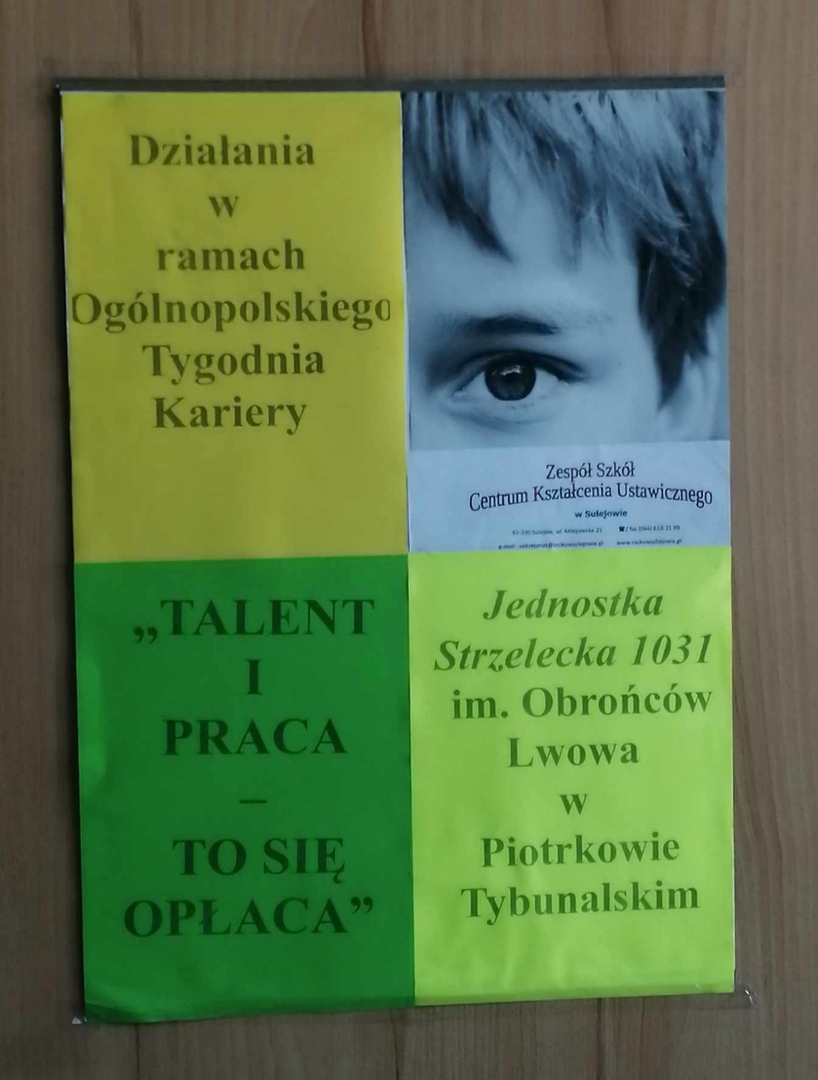 Działania
w
ramach
Ogólnopolskiego
Tygodnia
Kariery
Zespół Szkół
Centrum Kształcenia Ustawicznego
w Sulejowie
„TALENT
I
PRACA
–
TO SIĘ
OPŁACA”
Jednostka
Strzelecka 1031
im. Obrońców
Lwowa
w
Piotrkowie
Tybunalskim